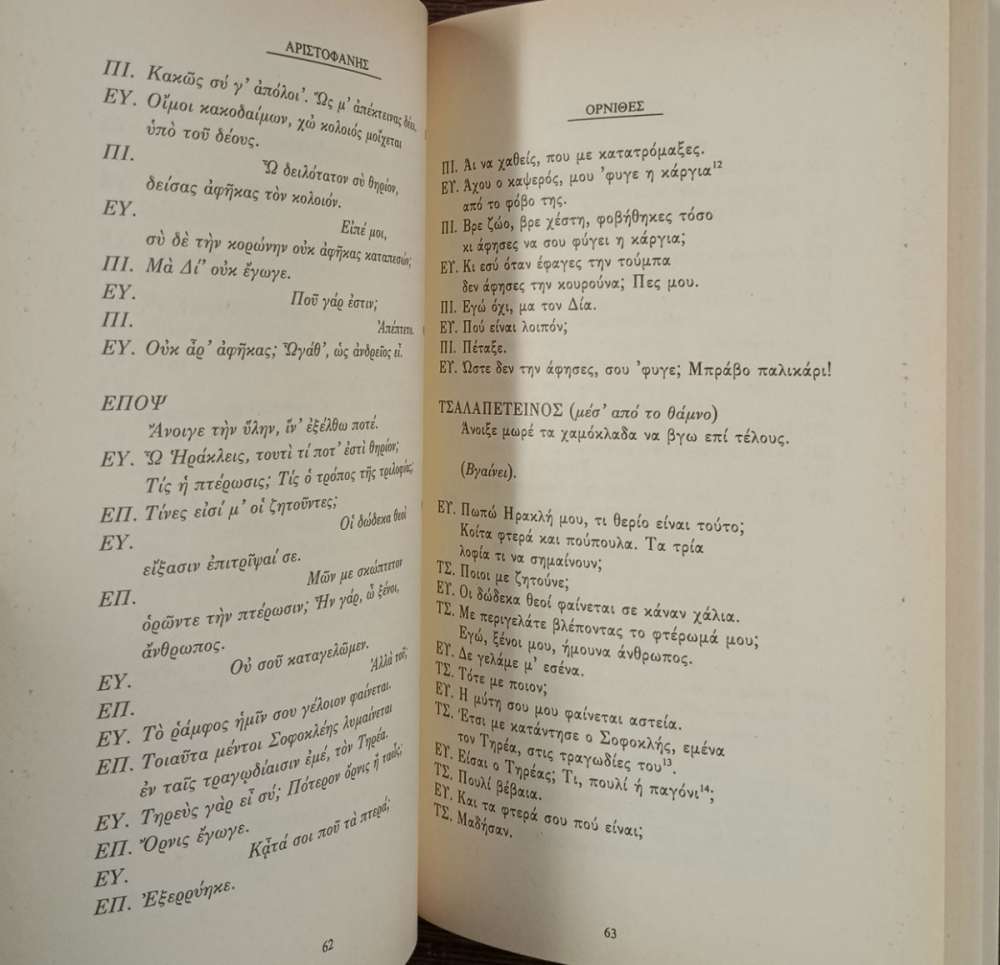 ΑΡΙΣΤΟΦΑΝΗΣ
ΠΙ. Κακῶς σύ γ' ἀπόλοι'. Ὥς μ' ἀπέκτεινας δέει.
ΕΥ. Οἴμοι κακοδαίμων, χὠ κολοιός μοἴχεται
ὑπὸ τοῦ δέους.
ΠΙ.
Ὦ δειλότατον σὺ θηρίον,
δείσας ἀφῆκας τὸν κολοιόν.
ΕΥ.
Εἰπέ μοι,
σὺ δὲ τὴν κορώνην οὐκ ἀφῆκας καταπεσών;
ΠΙ. Μὰ Δί' οὐκ ἔγωγε.
ΕΥ.
Ποῦ γάρ ἐστιν;
ΠΙ.
Ἀπέπτετο.
ΕΥ. Οὐκ ἆρ' ἀφῆκας; Ὦγάθ', ὡς ἀνδρεῖος εἶ.
ΕΠΟΨ
Ἄνοιγε τὴν ὕλην, ἵν' ἐξέλθω ποτέ.
ΕΥ. Ὦ Ἡράκλεις, τουτὶ τί ποτ' ἐστὶ θηρίον;
Τίς ἡ πτέρωσις; Τίς ὁ τρόπος τῆς τριλοφίας;
ΕΠ. Τίνες εἰσί μ' οἱ ζητοῦντες;
ΕΥ.
Οἱ δώδεκα θεοὶ
εἴξασιν ἐπιτρῖψαί σε.
ΕΠ.
Μῶν με σκώπτετον
ὁρῶντε τὴν πτέρωσιν; Ἦν γάρ, ὦ ξένοι,
ἄνθρωπος.
ΕΥ.
Οὐ σοῦ καταγελῶμεν.
ΕΠ.
Ἀλλὰ τοῦ;
ΕΥ. Τὸ ῥάμφος ἡμῖν σου γέλοιον φαίνεται.
ΕΠ. Τοιαῦτα μέντοι Σοφοκλέης λυμαίνεται
ἐν ταῖς τραγῳδίαισιν ἐμέ, τὸν Τηρέα.
ΕΥ. Τηρεὺς γὰρ εἶ σύ; Πότερον ὄρνις ἢ ταὧς;
ΕΠ. Ὄρνις ἔγωγε.
ΕΥ.
Κᾆτά σοι ποῦ τὰ πτερά;
ΕΠ. Ἐξερρύηκε.
62
ΟΡΝΙΘΕΣ
ΠΙ. Άι να χαθείς, που με κατατρόμαξες.
ΕΥ. Άχου ο καψερός, μου 'φυγε η κάργια12
από το φόβο της.
ΠΙ. Βρε ζώο, βρε χέστη, φοβήθηκες τόσο
κι άφησες να σου φύγει η κάργια;
ΕΥ. Κι εσύ όταν έφαγες την τούμπα
δεν άφησες την κουρούνα; Πες μου.
ΠΙ. Εγώ όχι, μα τον Δία.
ΕΥ. Πού είναι λοιπόν;
ΠΙ. Πέταξε.
ΕΥ. Ώστε δεν την άφησες, σου 'φυγε; Μπράβο παλικάρι!
ΤΣΑΛΑΠΕΤΕΙΝΟΣ (μέσ' από το θάμνο)
Άνοιξε μωρέ τα χαμόκλαδα να βγω επί τέλους.
(Βγαίνει).
ΕΥ. Πωπώ Ηρακλή μου, τι θερίο είναι τούτο;
Κοίτα φτερά και πούπουλα. Τα τρία
λοφία τι να σημαίνουν;
ΤΣ. Ποιοι με ζητούνε;
ΕΥ. Οι δώδεκα θεοί φαίνεται σε κάναν χάλια.
ΤΣ. Με περιγελάτε βλέποντας το φτέρωμά μου;
Εγώ, ξένοι μου, ήμουνα άνθρωπος.
ΕΥ. Δε γελάμε μ' εσένα.
ΤΣ. Τότε με ποιον;
ΕΥ. Η μύτη σου μου φαίνεται αστεία.
ΤΣ. Έτσι με κατάντησε ο Σοφοκλής, εμένα
τον Τηρέα, στις τραγωδίες του13.
ΕΥ. Είσαι ο Τηρέας; Τι, πουλί ή παγόνι14;
ΤΣ. Πουλί βέβαια.
ΕΥ. Και τα φτερά σου πού είναι;
ΤΣ. Μαδήσαν.
63